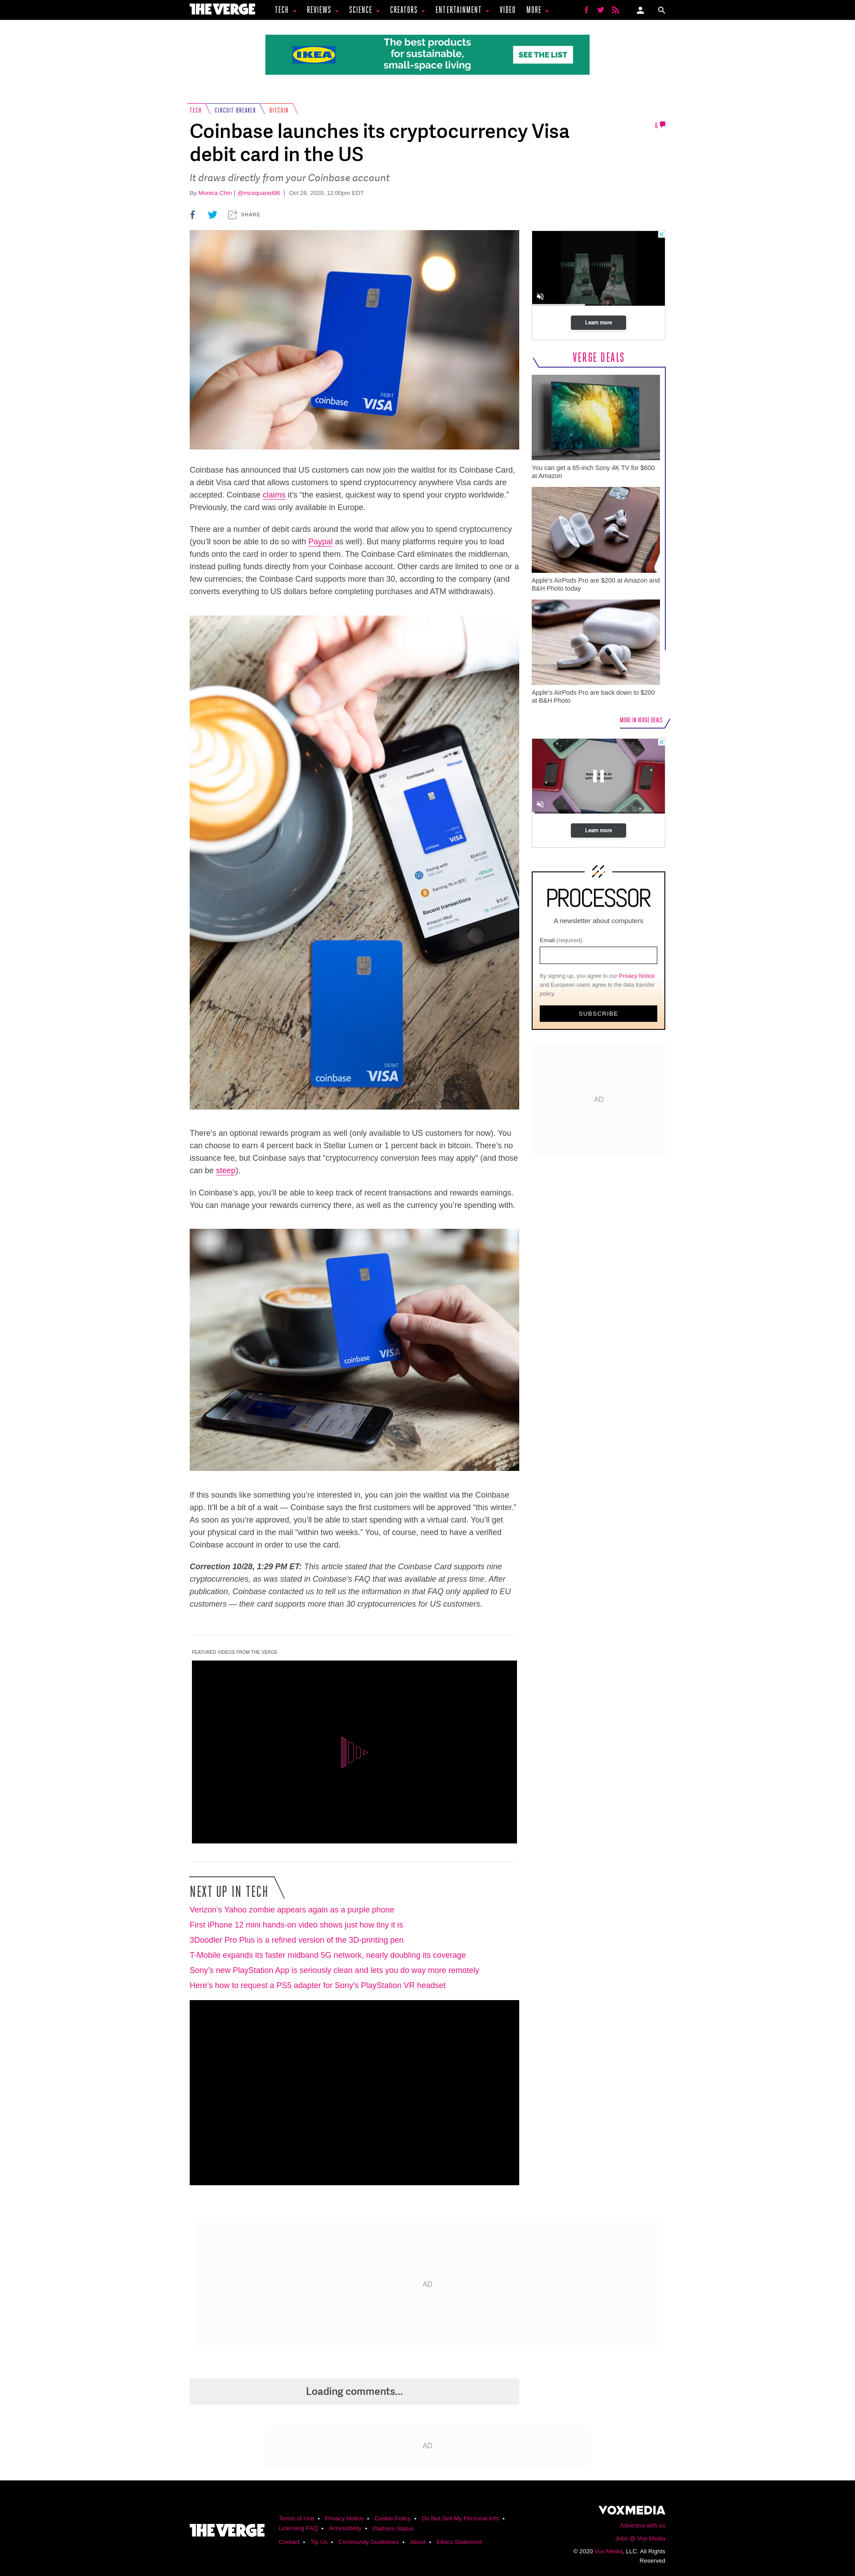 THE VERGE
TECH REVIEWS SCIENCE CREATORS ENTERTAINMENT VIDEO MORE
IKEA
The best products
for sustainable,
small-space living
SEE THE LIST
TECH CIRCUIT BREAKER BITCOIN
Coinbase launches its cryptocurrency Visa
debit card in the US
6
It draws directly from your Coinbase account
By Monica Chin | @mcsquared96 | Oct 28, 2020, 12:00pm EDT
SHARE
coinbase
DEBIT
VISA
Coinbase has announced that US customers can now join the waitlist for its Coinbase Card,
a debit Visa card that allows customers to spend cryptocurrency anywhere Visa cards are
accepted. Coinbase claims it's “the easiest, quickest way to spend your crypto worldwide.”
Previously, the card was only available in Europe.
There are a number of debit cards around the world that allow you to spend cryptocurrency
(you'll soon be able to do so with Paypal as well). But many platforms require you to load
funds onto the card in order to spend them. The Coinbase Card eliminates the middleman,
instead pulling funds directly from your Coinbase account. Other cards are limited to one or a
few currencies; the Coinbase Card supports more than 30, according to the company (and
converts everything to US dollars before completing purchases and ATM withdrawals).
coinbase card
Manage
Recent transactions
Amazon Mktpl
$15.87
coinbase
DEBIT
VISA
There's an optional rewards program as well (only available to US customers for now). You
can choose to earn 4 percent back in Stellar Lumen or 1 percent back in bitcoin. There's no
issuance fee, but Coinbase says that “cryptocurrency conversion fees may apply” (and those
can be steep).
In Coinbase's app, you'll be able to keep track of recent transactions and rewards earnings.
You can manage your rewards currency there, as well as the currency you're spending with.
coinbase
VISA
If this sounds like something you're interested in, you can join the waitlist via the Coinbase
app. It'll be a bit of a wait — Coinbase says the first customers will be approved “this winter.”
As soon as you're approved, you'll be able to start spending with a virtual card. You'll get
your physical card in the mail “within two weeks.” You, of course, need to have a verified
Coinbase account in order to use the card.
Correction 10/28, 1:29 PM ET: This article stated that the Coinbase Card supports nine
cryptocurrencies, as was stated in Coinbase's FAQ that was available at press time. After
publication, Coinbase contacted us to tell us the information in that FAQ only applied to EU
customers — their card supports more than 30 cryptocurrencies for US customers.
FEATURED VIDEOS FROM THE VERGE
NEXT UP IN TECH
Verizon's Yahoo zombie appears again as a purple phone
First iPhone 12 mini hands-on video shows just how tiny it is
3Doodler Pro Plus is a refined version of the 3D-printing pen
T-Mobile expands its faster midband 5G network, nearly doubling its coverage
Sony's new PlayStation App is seriously clean and lets you do way more remotely
Here's how to request a PS5 adapter for Sony's PlayStation VR headset
Learn more
VERGE DEALS
You can get a 65-inch Sony 4K TV for $600
at Amazon
Apple's AirPods Pro are $200 at Amazon and
B&H Photo today
Apple's AirPods Pro are back down to $200
at B&H Photo
MORE IN VERGE DEALS
Learn more
PROCESSOR
A newsletter about computers
Email (required)
By signing up, you agree to our Privacy Notice
and European users agree to the data transfer
policy.
SUBSCRIBE
AD
AD
Loading comments...
AD
THE VERGE
Terms of Use • Privacy Notice • Cookie Policy • Do Not Sell My Personal Info •
Licensing FAQ • Accessibility • Platform Status
Contact • Tip Us • Community Guidelines • About • Ethics Statement
VOXMEDIA
Advertise with us
Jobs @ Vox Media
© 2020 Vox Media, LLC. All Rights
Reserved